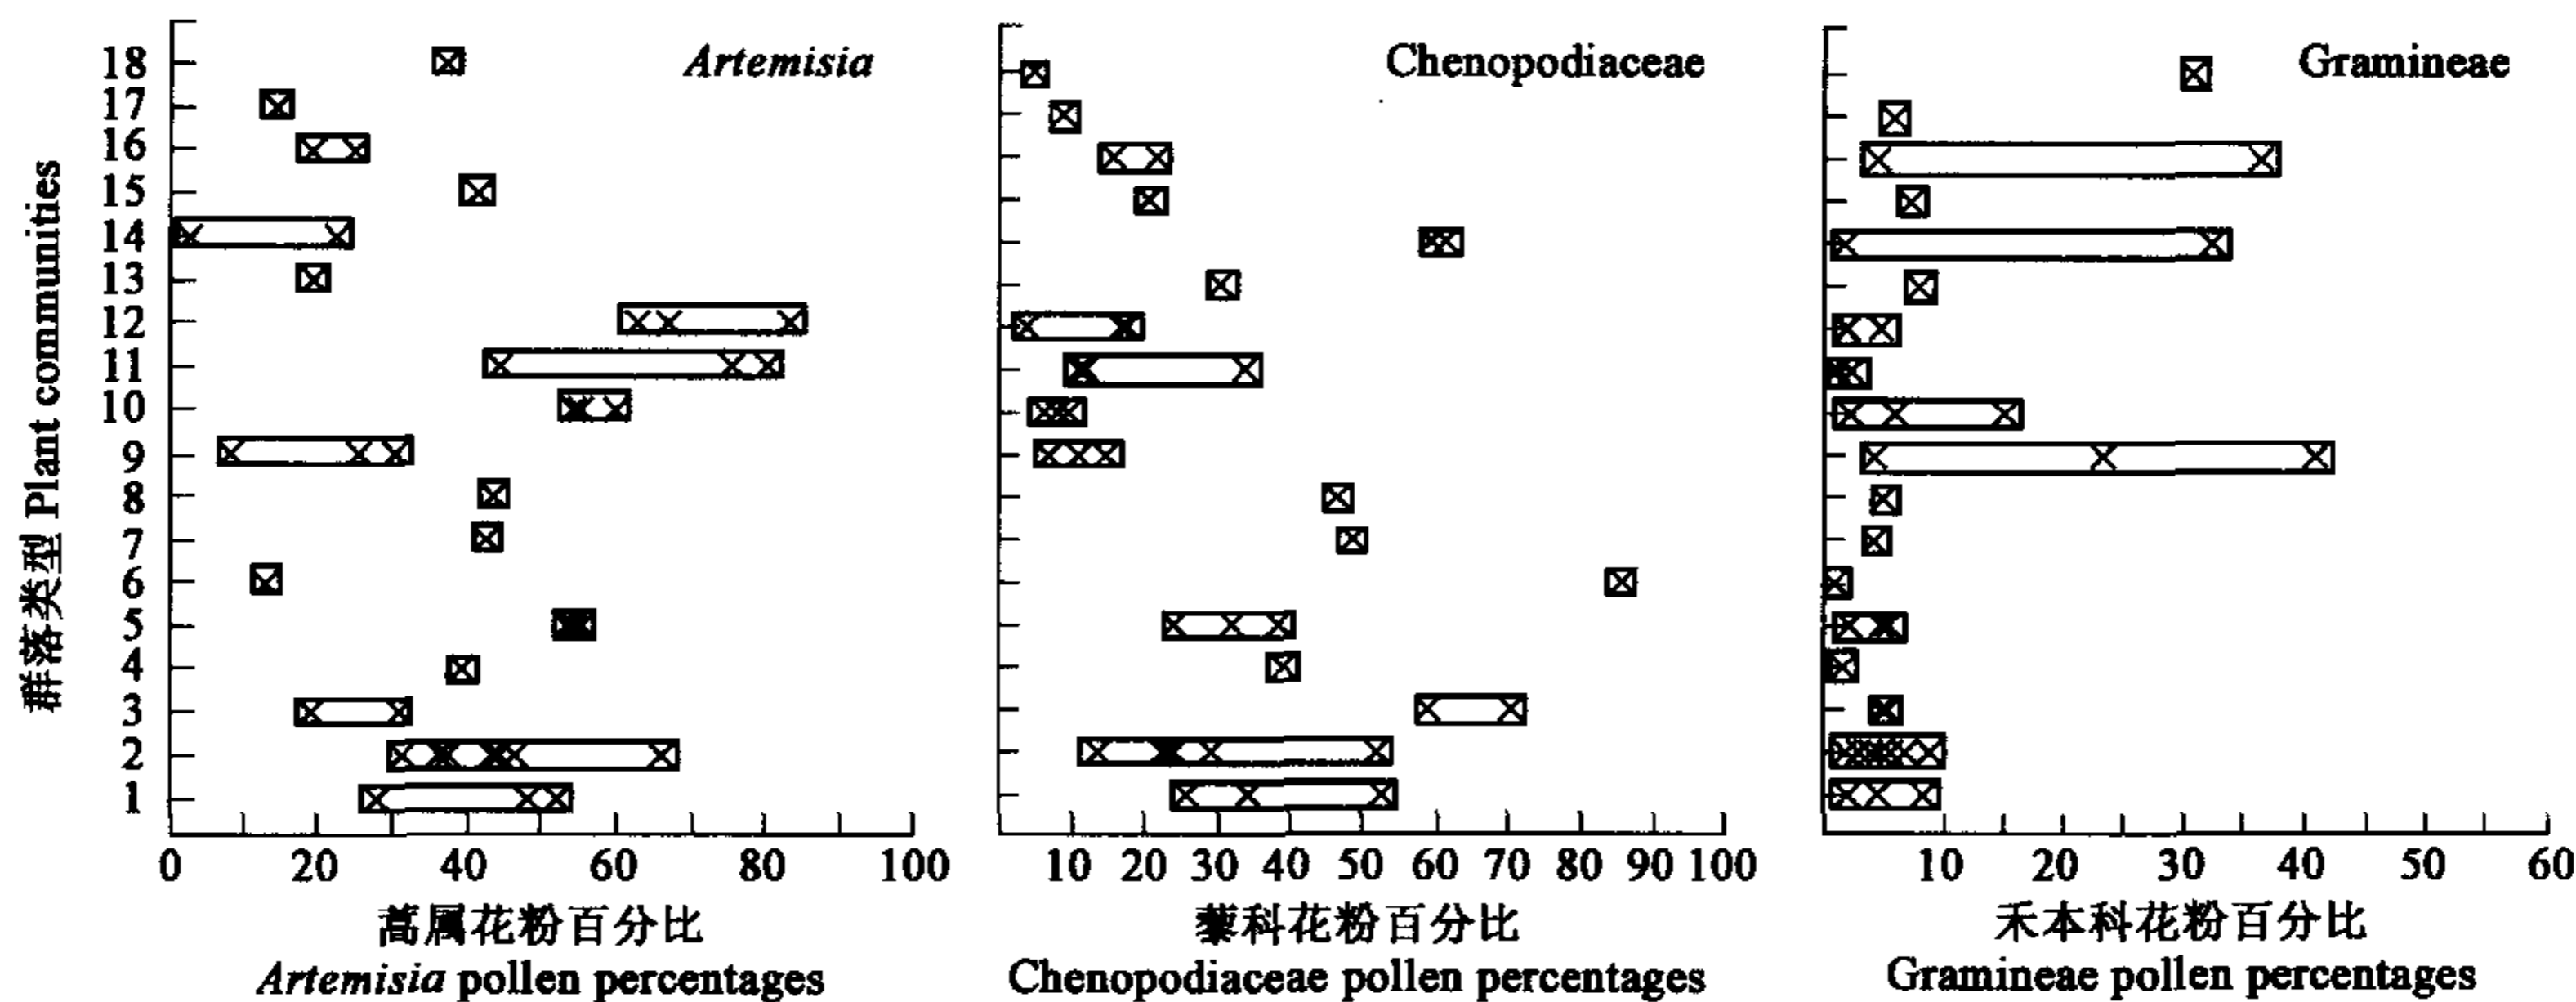 Artemisia
Chenopodiaceae
Gramineae
群落类型 Plant communities
18
17
16
15
14
13
12
11
10
9
8
7
6
5
4
3
2
1
0 20 40 60 80 100
10 20 30 40 50 60 70 80 90 100
10 20 30 40 50 60
蒿属花粉百分比
Artemisia pollen percentages
藜科花粉百分比
Chenopodiaceae pollen percentages
禾本科花粉百分比
Gramineae pollen percentages